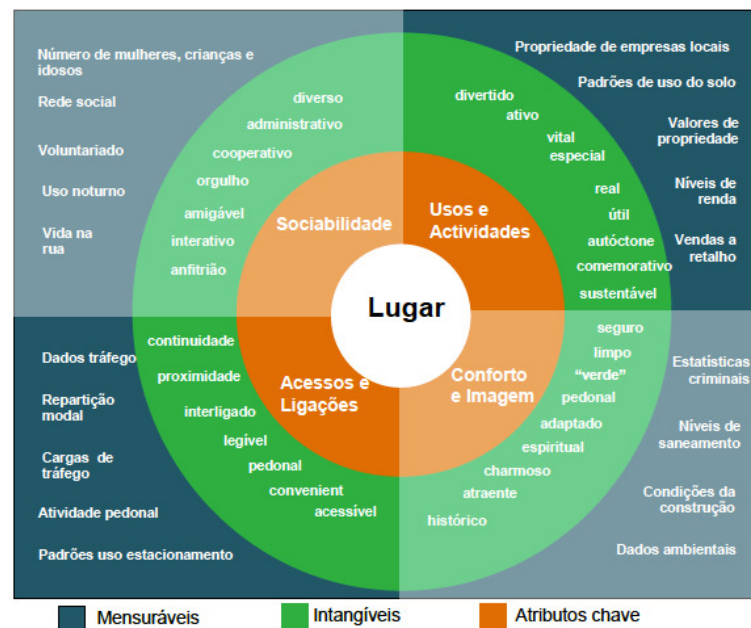 Número de mulheres, crianças e
idosos
Rede social
Voluntariado
Uso noturno
Vida na
rua
diverso
administrativo
cooperativo
orgulho
amigável
interativo
anfitrião
Sociabilidade
Propriedade de empresas locais
Padrões de uso do solo
Valores de
propriedade
Níveis de
renda
Vendas a
retalho
divertido
ativo
vital
especial
real
útil
autóctone
comemorativo
sustentável
Usos e
Actividades
Lugar
Dados tráfego
Repartição
modal
Cargas de
tráfego
Atividade pedonal
Padrões uso estacionamento
continuidade
proximidade
interligado
legível
pedonal
convenient
acessível
Acessos e
Ligações
Conforto
e Imagem
seguro
limpo
“verde”
pedonal
adaptado
espiritual
charmoso
atraente
histórico
Estatísticas
criminais
Níveis de
saneamento
Condições da
construção
Dados ambientais
Mensuráveis
Intangíveis
Atributos chave